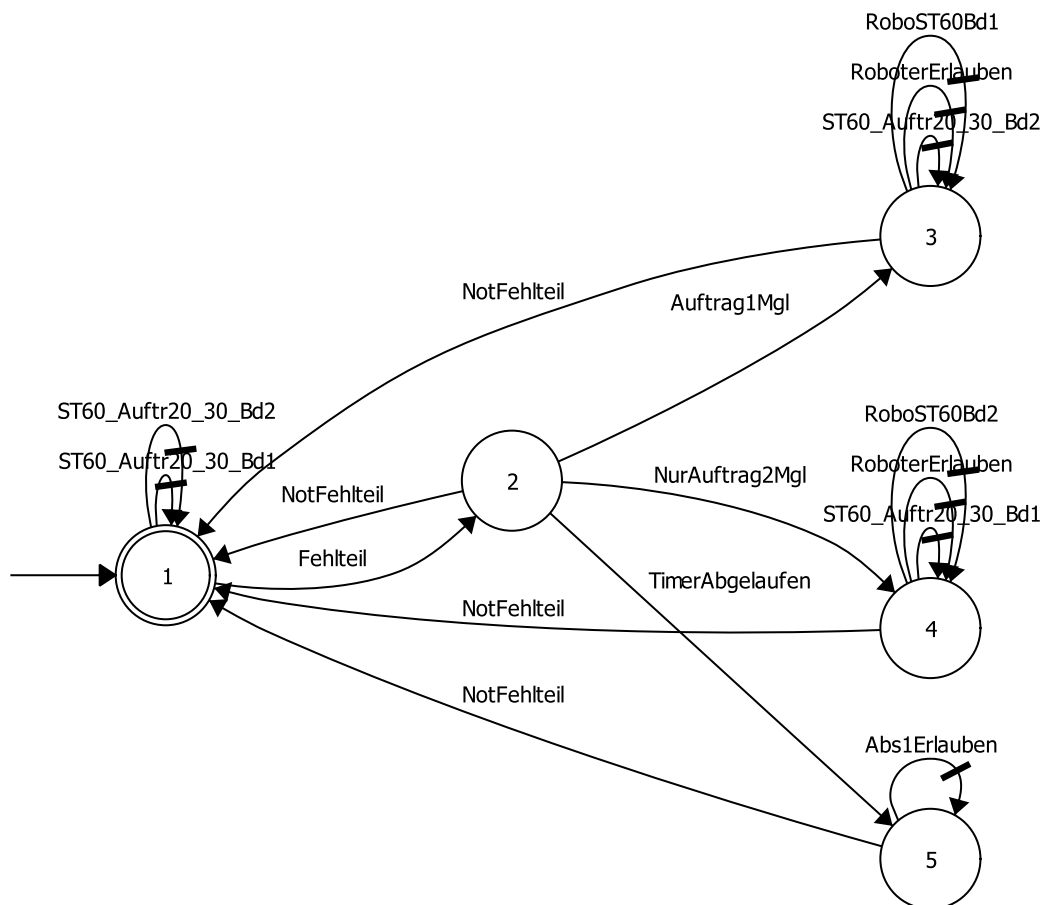 RoboST60Bd1
RoboterErlauben
ST60_Auftr20_30_Bd2
3
NotFehlteil
Auftrag1Mgl
ST60_Auftr20_30_Bd2
RoboST60Bd2
ST60_Auftr20_30_Bd1
RoboterErlauben
NurAuftrag2Mgl
2
NotFehlteil
ST60_Auftr20_30_Bd1
Fehlteil
1
TimerAbgelaufen
NotFehlteil
4
NotFehlteil
Abs1Erlauben
5